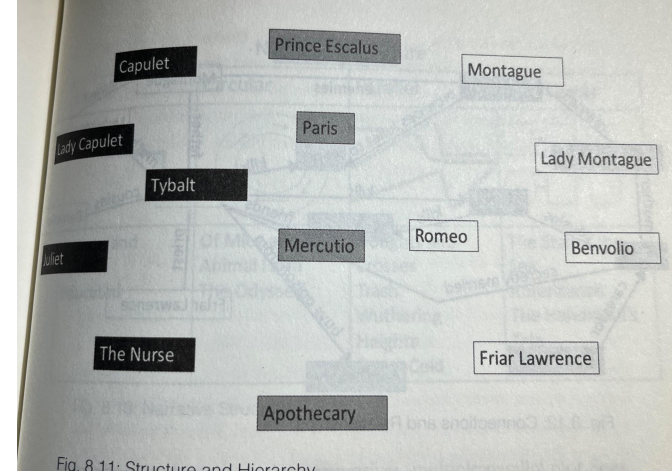 Prince Escalus
Capulet
Montague
Paris
Lady Capulet
Lady Montague
Tybalt
Romeo
Mercutio
Benvolio
Juliet
The Nurse
Friar Lawrence
Apothecary
Fig. 8.11: Structure and Hierarchy